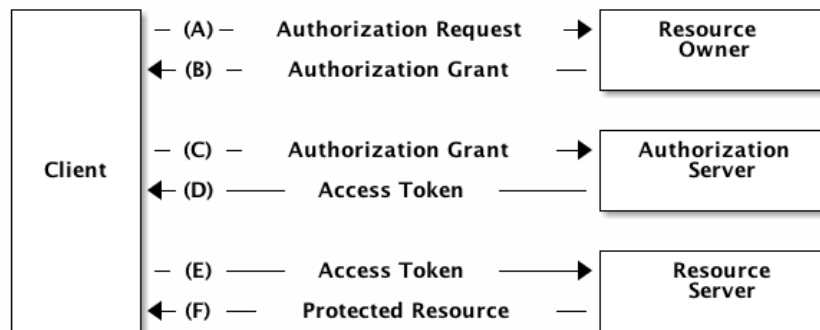 (A) Authorization Request
Resource
Owner
(B) Authorization Grant
Client
(C) Authorization Grant
Authorization
Server
(D) Access Token
(E) Access Token
Resource
Server
(F) Protected Resource